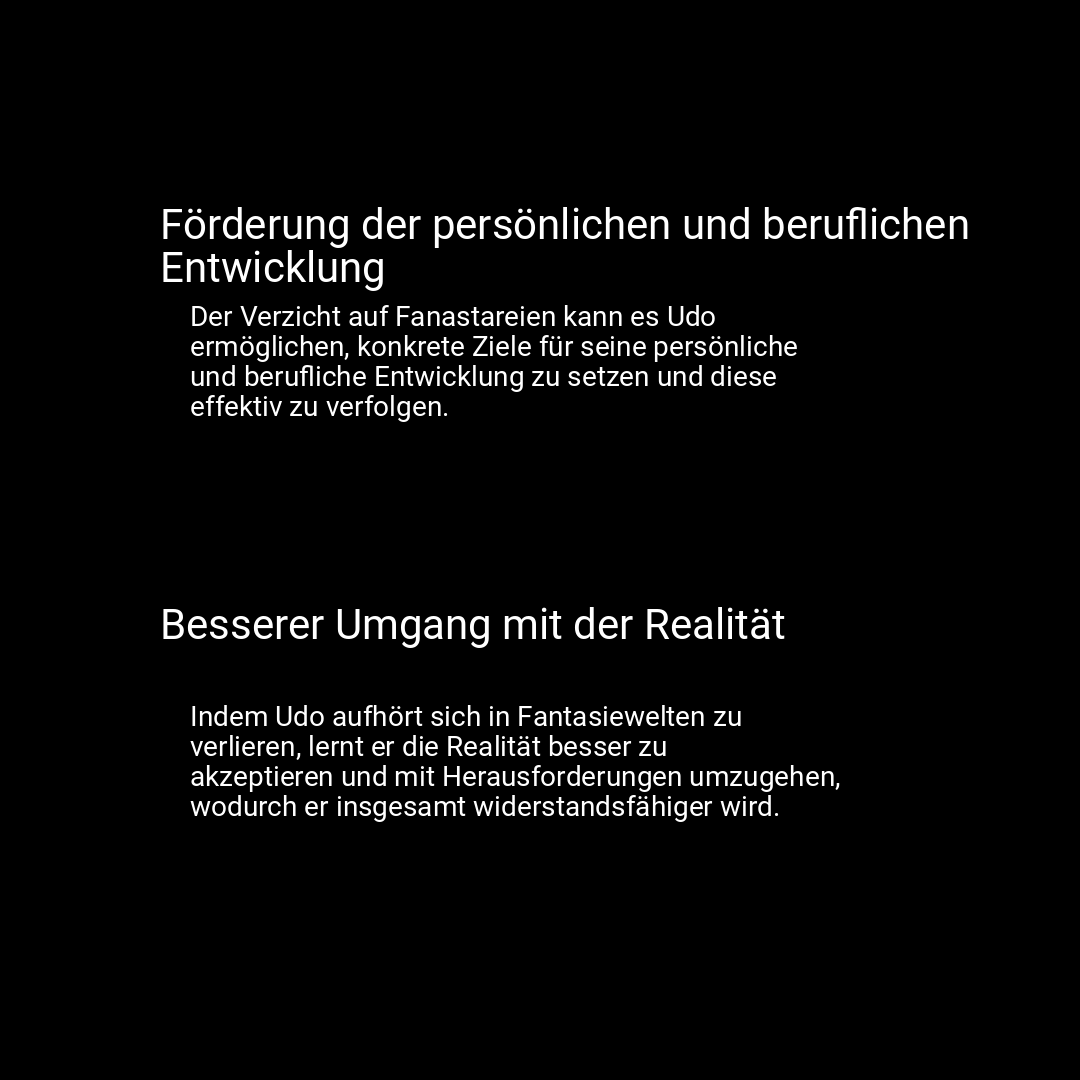 Förderung der persönlichen und beruflichen
Entwicklung
Der Verzicht auf Fanastareien kann es Udo
ermöglichen, konkrete Ziele für seine persönliche
und berufliche Entwicklung zu setzen und diese
effektiv zu verfolgen.
Besserer Umgang mit der Realität
Indem Udo aufhört sich in Fantasiewelten zu
verlieren, lernt er die Realität besser zu
akzeptieren und mit Herausforderungen umzugehen,
wodurch er insgesamt widerstandsfähiger wird.